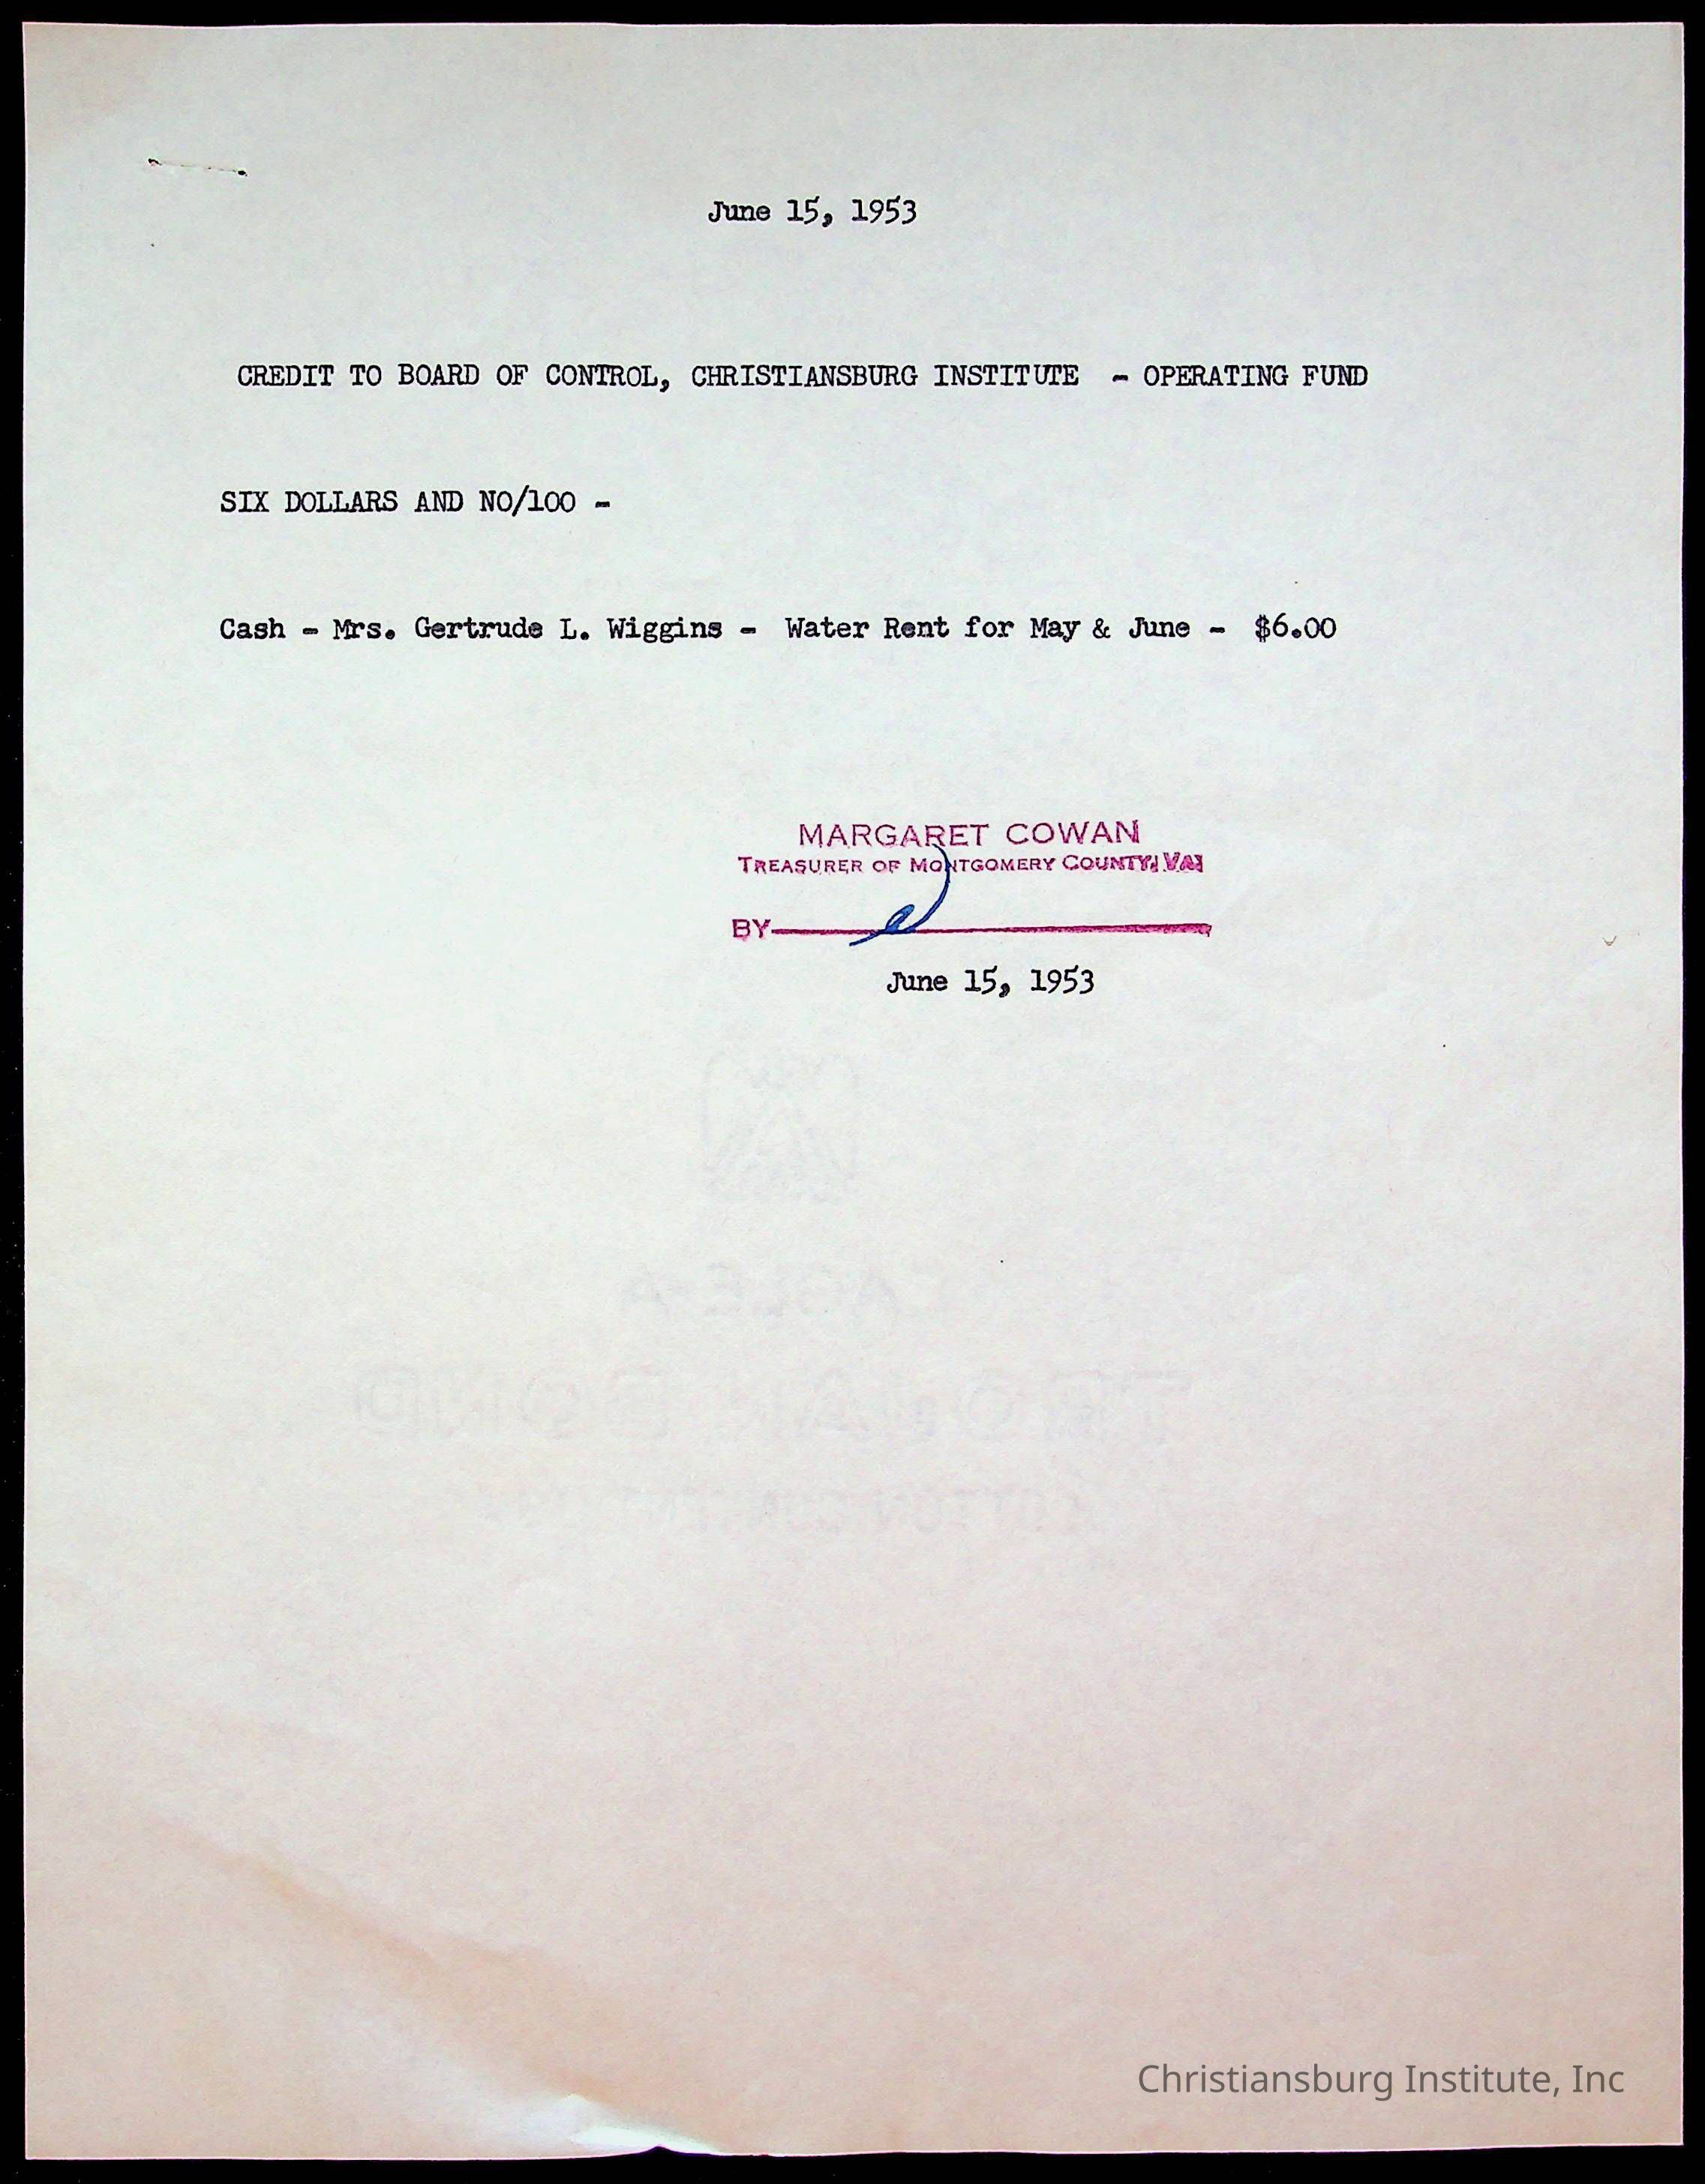 June 15, 1953
CREDIT TO BOARD OF CONTROL, CHRISTIANSBURG INSTITUTE - OPERATING FUND
SIX DOLLARS AND NO/100 -
Cash - Mrs. Gertrude L. Wiggins - Water Rent for May & June - $6.00
MARGARET COWAN
TREASURER OF MONTGOMERY COUNTY, VA.
BY
June 15, 1953
Christiansburg Institute, Inc